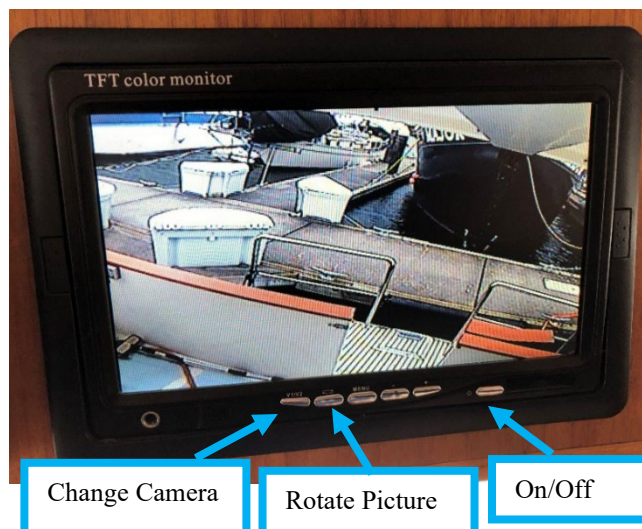 TFT color monitor
V1/V2
MENU
-
+
Change Camera
Rotate Picture
On/Off